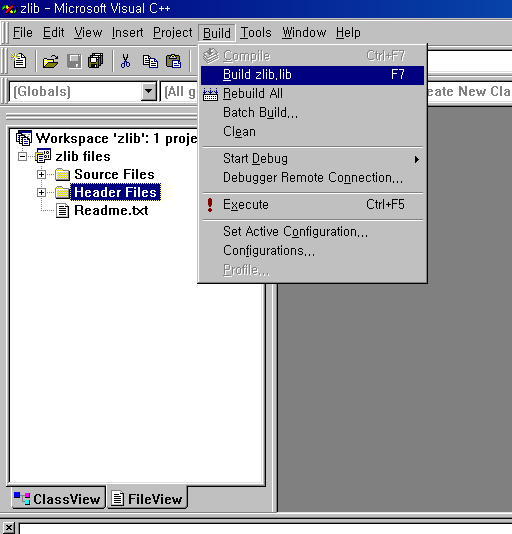 zlib - Microsoft Visual C++
File Edit View Insert Project Build Tools Window Help
Compile Ctrl+F7
Build zlib,lib F7
(Globals) (All g eate New Cla
Rebuild All
Batch Build...
Clean
Workspace 'zlib': 1 proje
zlib files
Start Debug
Source Files
Debugger Remote Connection...
Header Files
Execute Ctrl+F5
Readme.txt
Set Active Configuration...
Configurations...
Profile...
ClassView FileView